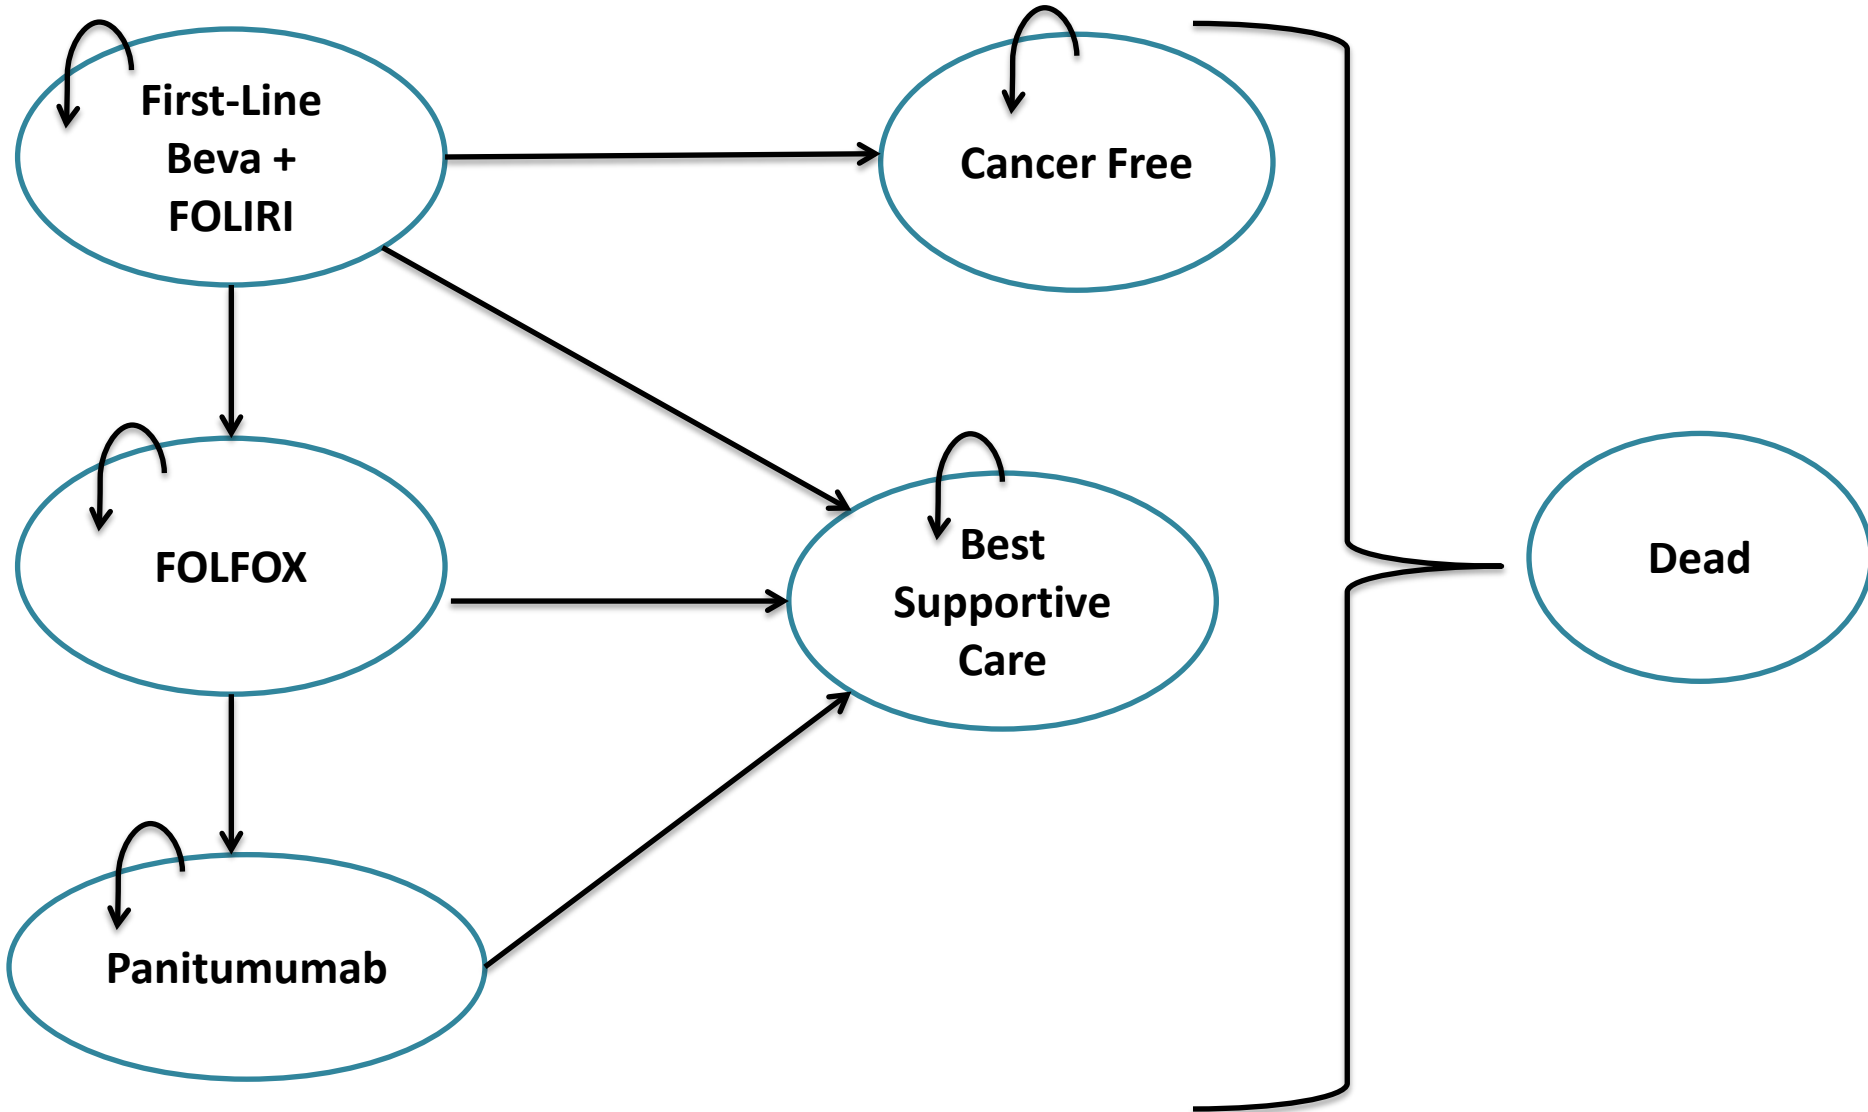 First-Line
Beva +
FOLIRI
Cancer Free
FOLFOX
Best
Supportive
Care
Dead
Panitumumab